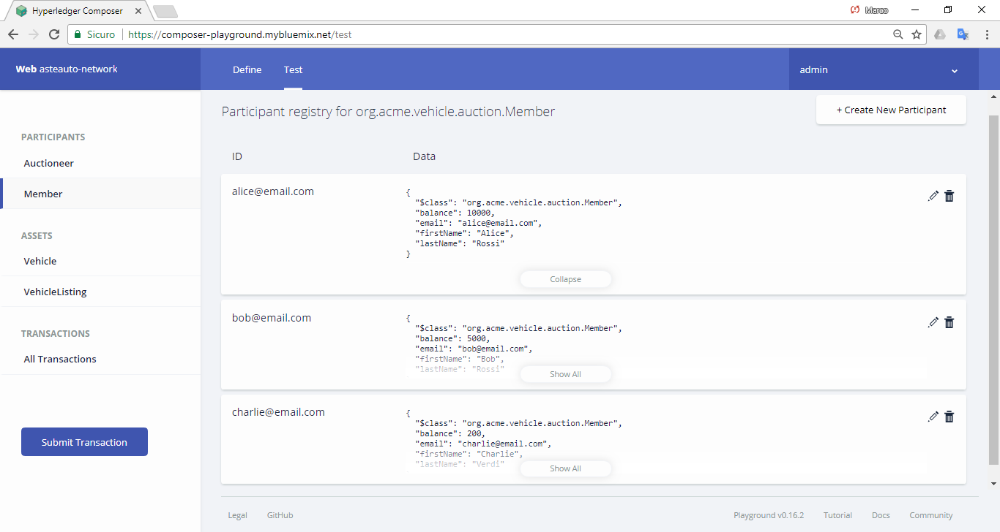 Hyperledger Composer
Marco
Sicuro https://composer-playground.mybluemix.net/test
Web asteauto-network
Define
Test
admin
PARTICIPANTS
Auctioneer
Member
ASSETS
Vehicle
VehicleListing
TRANSACTIONS
All Transactions
Submit Transaction
Participant registry for org.acme.vehicle.auction.Member
+ Create New Participant
ID
Data
alice@email.com
{
"$class": "org.acme.vehicle.auction.Member",
"balance": 10000,
"email": "alice@email.com",
"firstName": "Alice",
"lastName": "Rossi"
}
Collapse
bob@email.com
{
"$class": "org.acme.vehicle.auction.Member",
"balance": 5000,
"email": "bob@email.com",
"firstName": "Bob",
"lastName": "Rossi"
Show All
charlie@email.com
{
"$class": "org.acme.vehicle.auction.Member",
"balance": 200,
"email": "charlie@email.com",
"firstName": "Charlie",
"lastName": "Verdi"
Show All
Legal
GitHub
Playground v0.16.2
Tutorial
Docs
Community